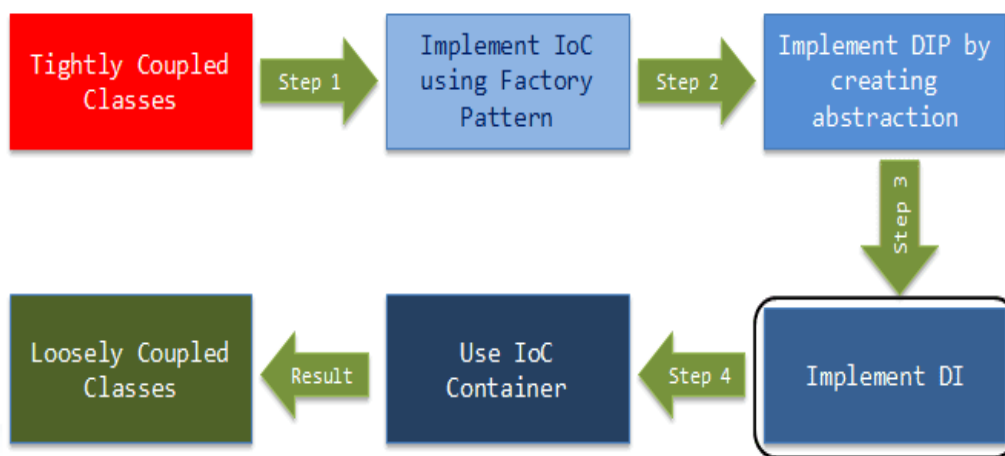 Tightly Coupled
Classes
Step 1
Implement IoC
using Factory
Pattern
Step 2
Implement DIP by
creating
abstraction
Step 3
Implement DI
Step 4
Use IoC
Container
Result
Loosely Coupled
Classes